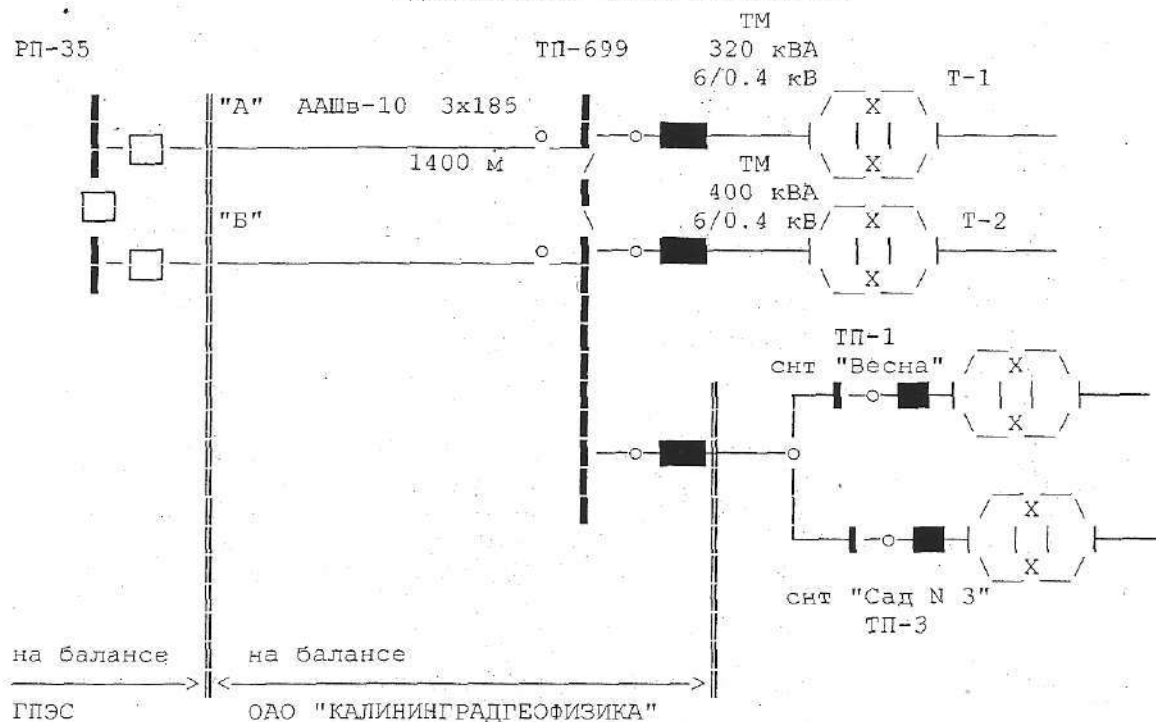 РП-35
ТП-699
ТМ
320 кВА
6/0.4 кВ
Т-1
"А" ААШв-10 3х185
1400 м
ТМ
400 кВА
6/0.4 кВ
Т-2
"Б"
ТП-1
снт "Весна"
снт "Сад N 3"
ТП-3
на балансе
на балансе
ГПЭС
ОАО "КАЛИНИНГРАДГЕОФИЗИКА"